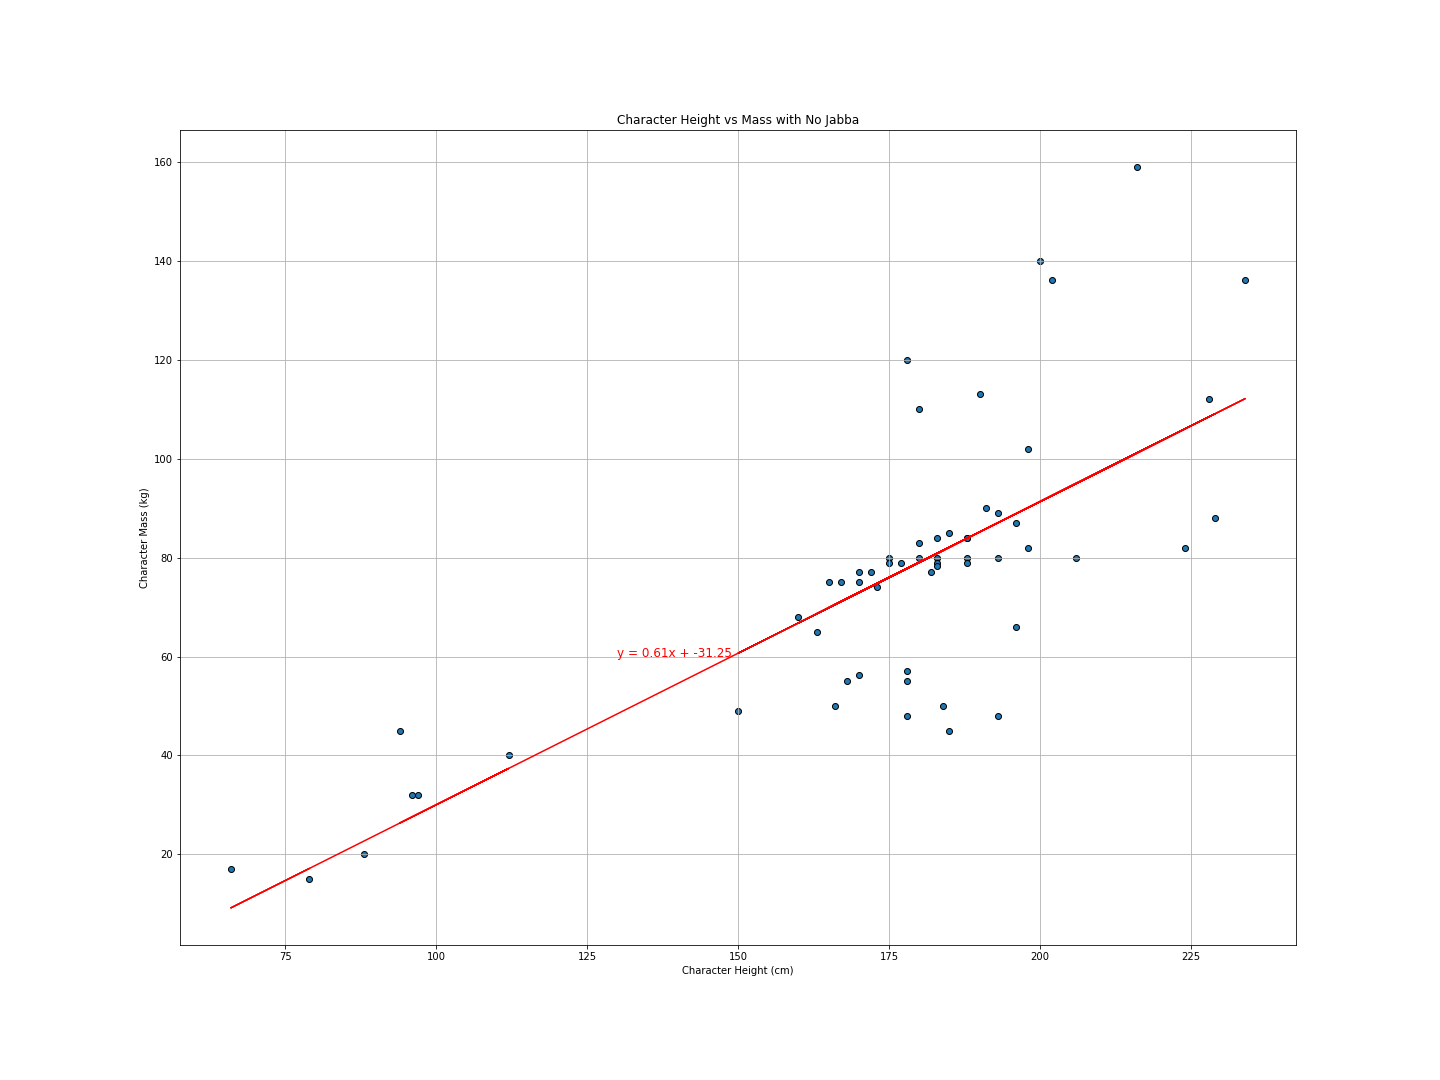 Character Height vs Mass with No Jabba
160
140
120
100
80
60
40
20
Character Mass (kg)
y = 0.61x + -31.25
75 100 125 150 175 200 225
Character Height (cm)